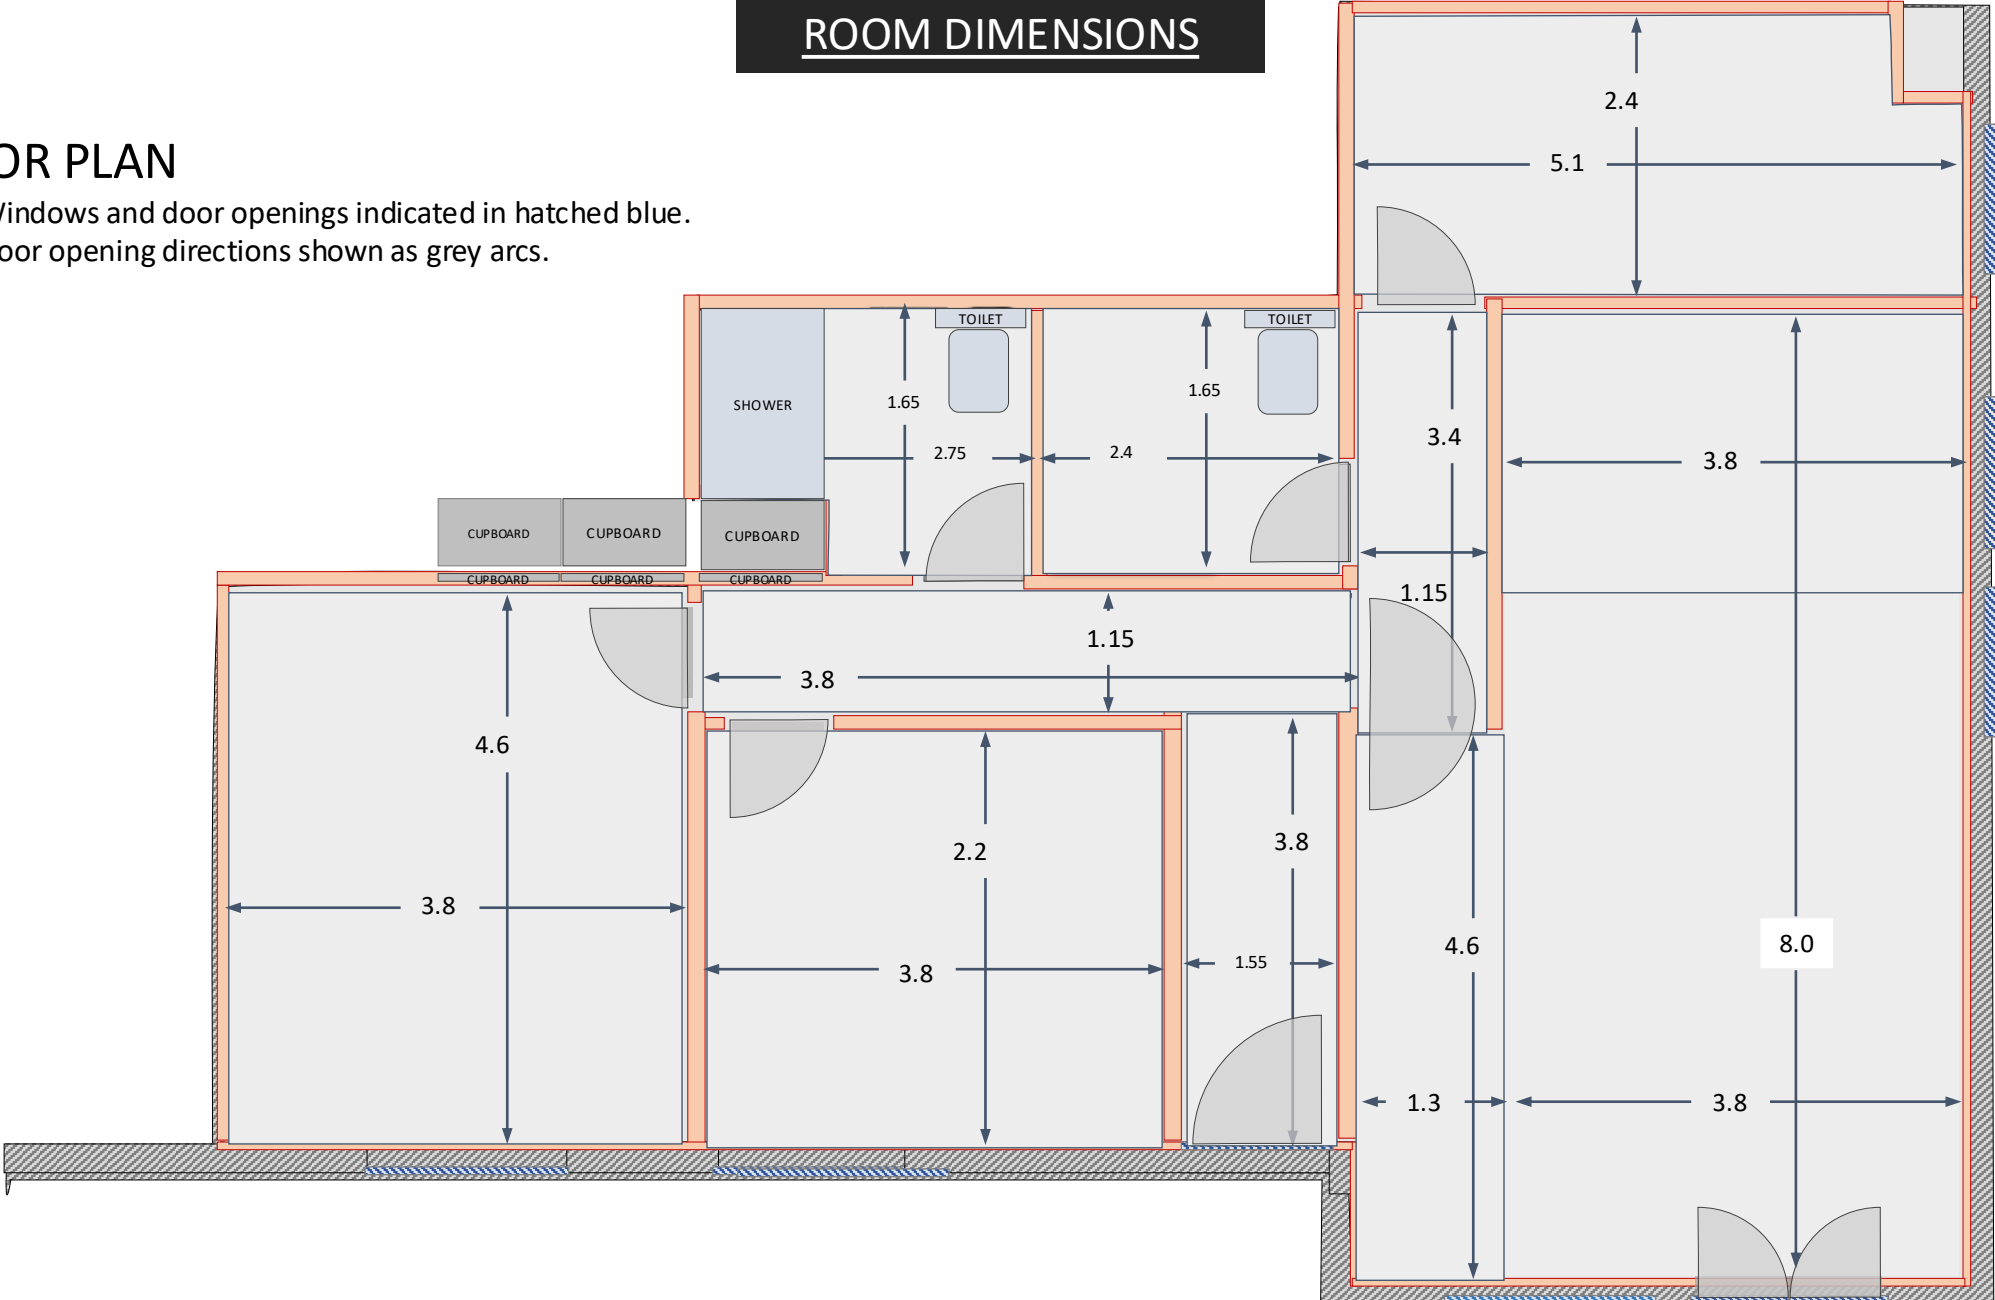 ROOM DIMENSIONS
OR PLAN
Windows and door openings indicated in hatched blue.
oor opening directions shown as grey arcs.
2.4
5.1
TOILET
TOILET
SHOWER
1.65
2.75
1.65
2.4
3.4
3.8
CUPBOARD
CUPBOARD
CUPBOARD
CUPBOARD
CUPBOARD
CUPBOARD
1.15
1.15
3.8
4.6
2.2
3.8
3.8
3.8
1.55
4.6
8.0
3.8
1.3
3.8